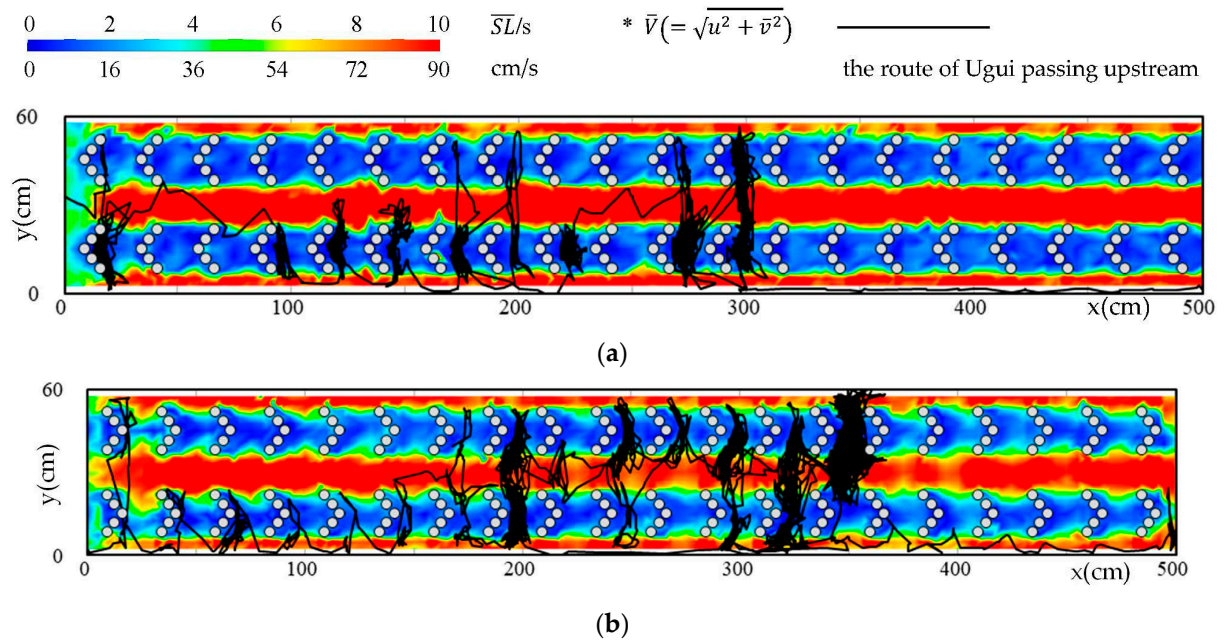 0 2 4 6 8 10 S̅L̅/s * V̄(= √u̅² + v̄²)
0 16 36 54 72 90 cm/s the route of Ugui passing upstream
60
y(cm)
0
0 100 200 300 400 x(cm) 500
(a)
60
y(cm)
0
0 100 200 300 400 x(cm) 500
(b)